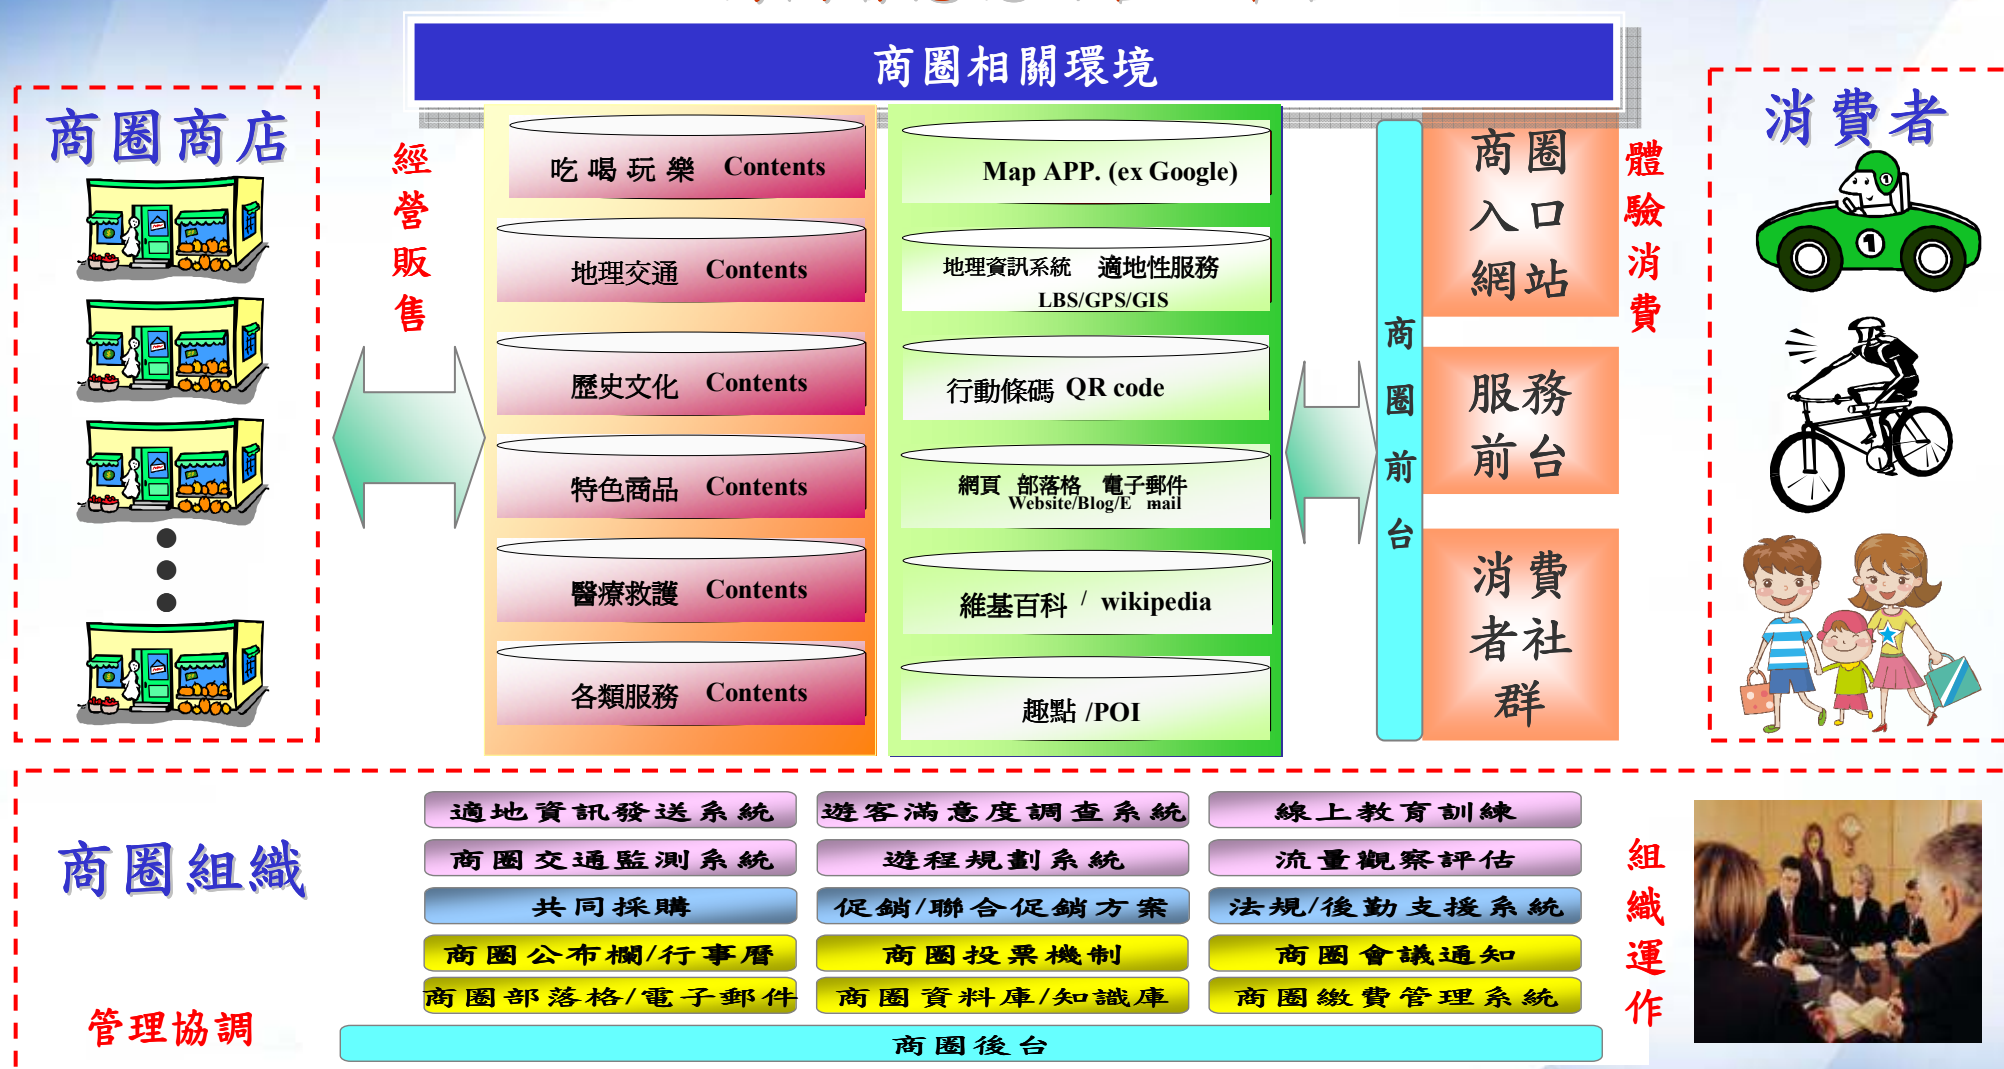 商圈相關環境
商圈商店
經營販售
吃喝玩樂 Contents
地理交通 Contents
歷史文化 Contents
特色商品 Contents
醫療救護 Contents
各類服務 Contents
Map APP. (ex Google)
地理資訊系統 適地性服務
LBS/GPS/GIS
行動條碼 QR code
網頁 部落格 電子郵件
Website/Blog/E mail
維基百科 / wikipedia
趣點 /POI
商圈前台
商圈
入口
網站
服務
前台
消費
者社
群
體驗消費
消費者
商圈組織
管理協調
適地資訊發送系統 遊客滿意度調查系統 線上教育訓練
商圈交通監測系統 遊程規劃系統 流量觀察評估
共同採購 促銷/聯合促銷方案 法規/後勤支援系統
商圈公布欄/行事曆 商圈投票機制 商圈會議通知
商圈部落格/電子郵件 商圈資料庫/知識庫 商圈繳費管理系統
商圈後台
組織運作